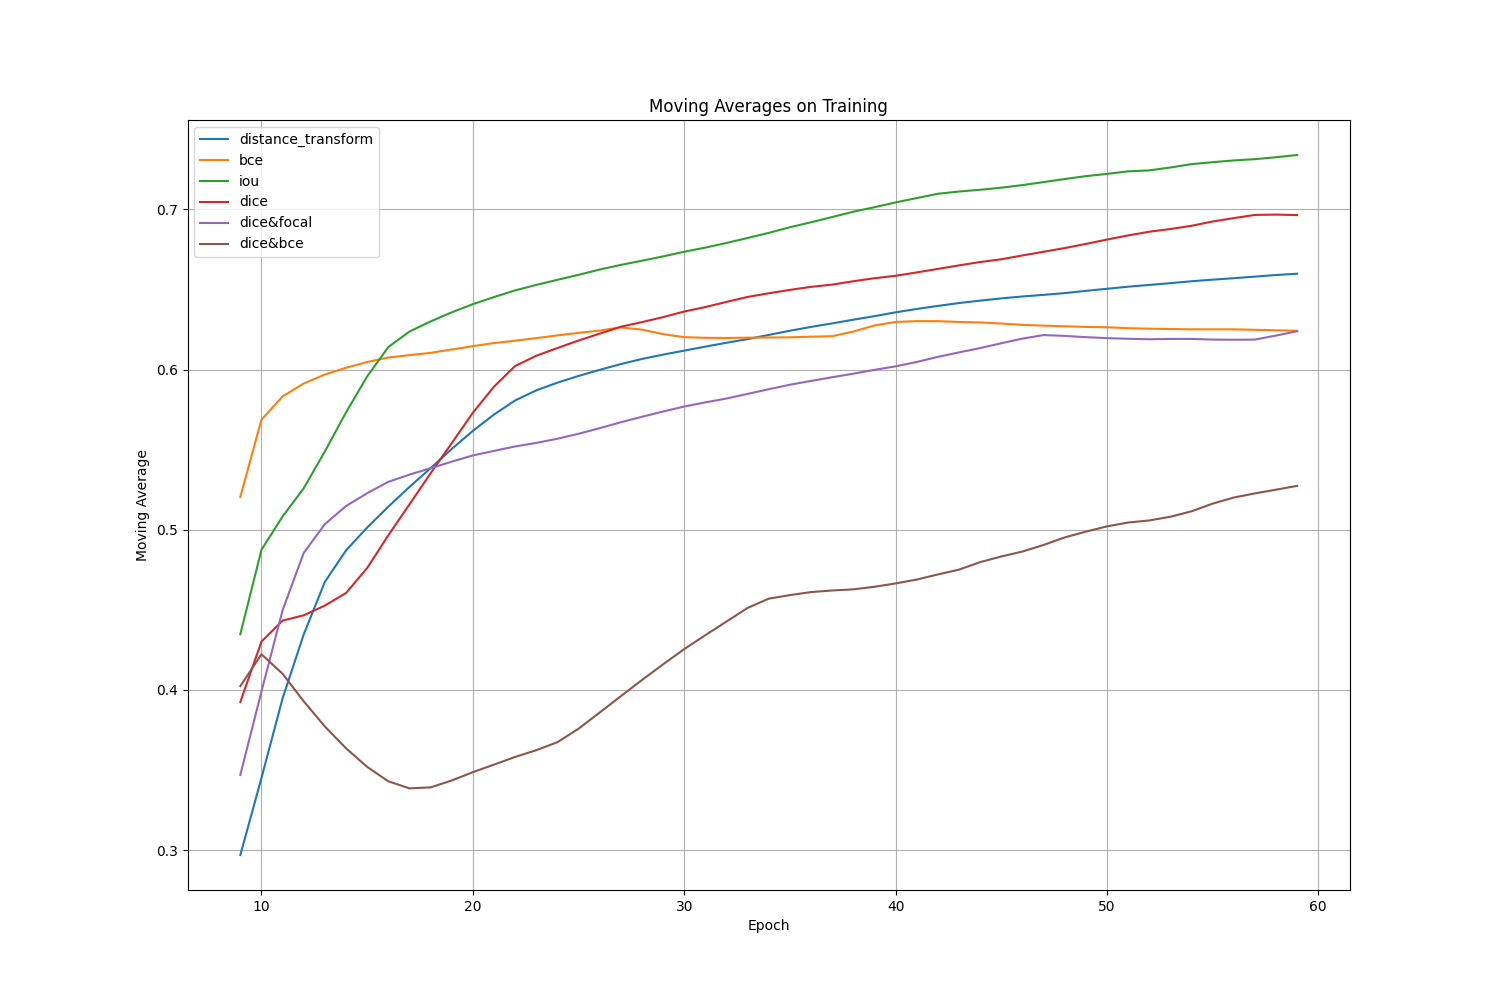 Moving Averages on Training
distance_transform
bce
iou
dice
dice&focal
dice&bce
Moving Average
0.7
0.6
0.5
0.4
0.3
10 20 30 40 50 60
Epoch